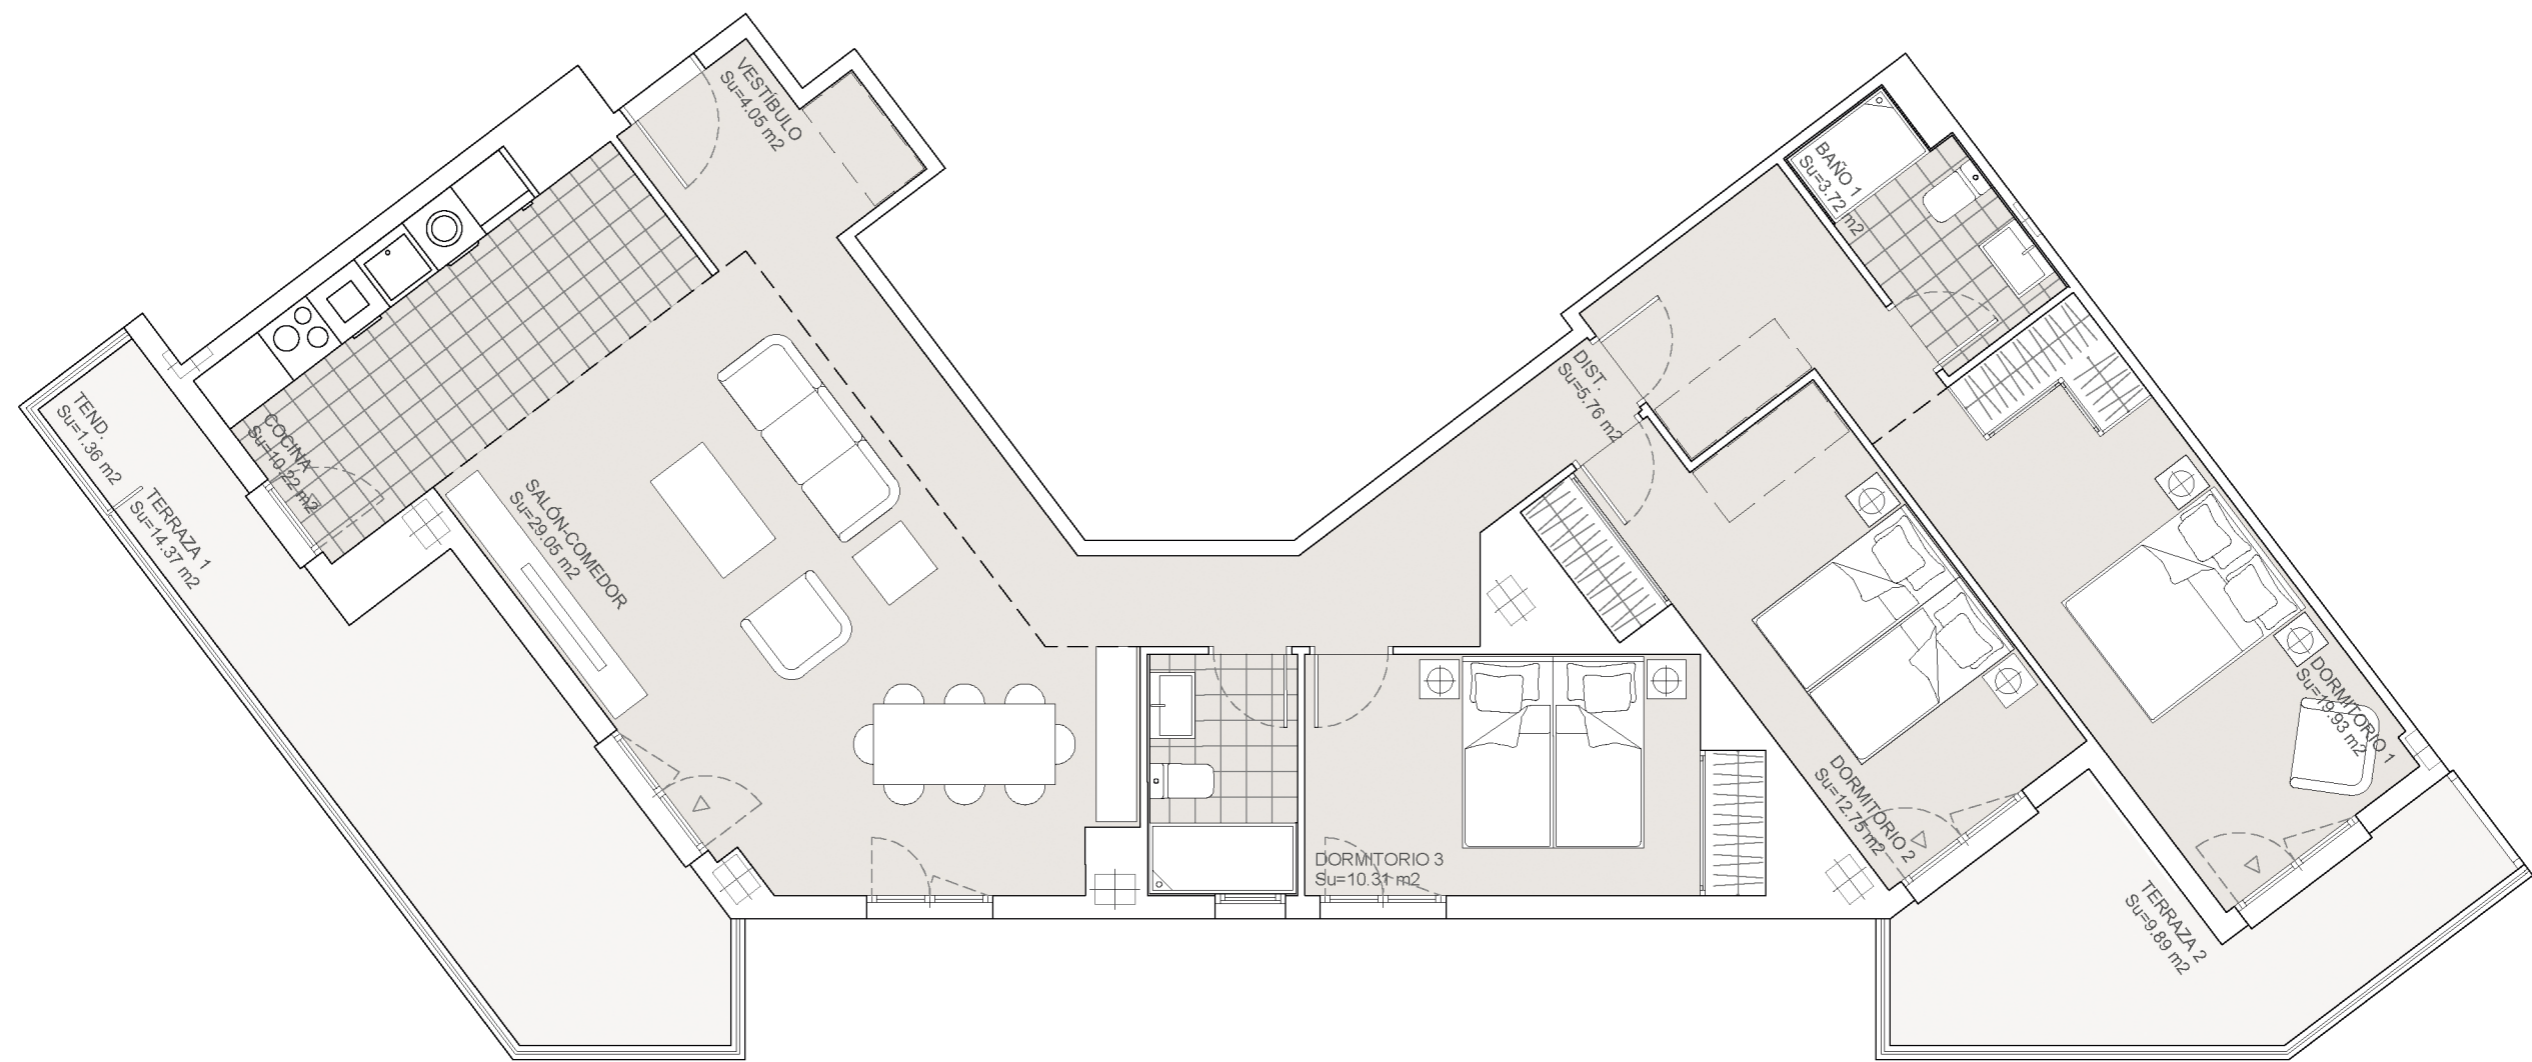 VESTÍBULO
Su=4.05 m2
TEND.
Su=1.36 m2
COCINA
Su=10.22 m2
TERRAZA 1
Su=14.37 m2
SALÓN-COMEDOR
Su=29.05 m2
BAÑO 1
Su=3.72 m2
DIST.
Su=5.76 m2
DORMITORIO 1
Su=19.93 m2
DORMITORIO 2
Su=12.75 m2
DORMITORIO 3
Su=10.31 m2
TERRAZA 2
Su=9.89 m2